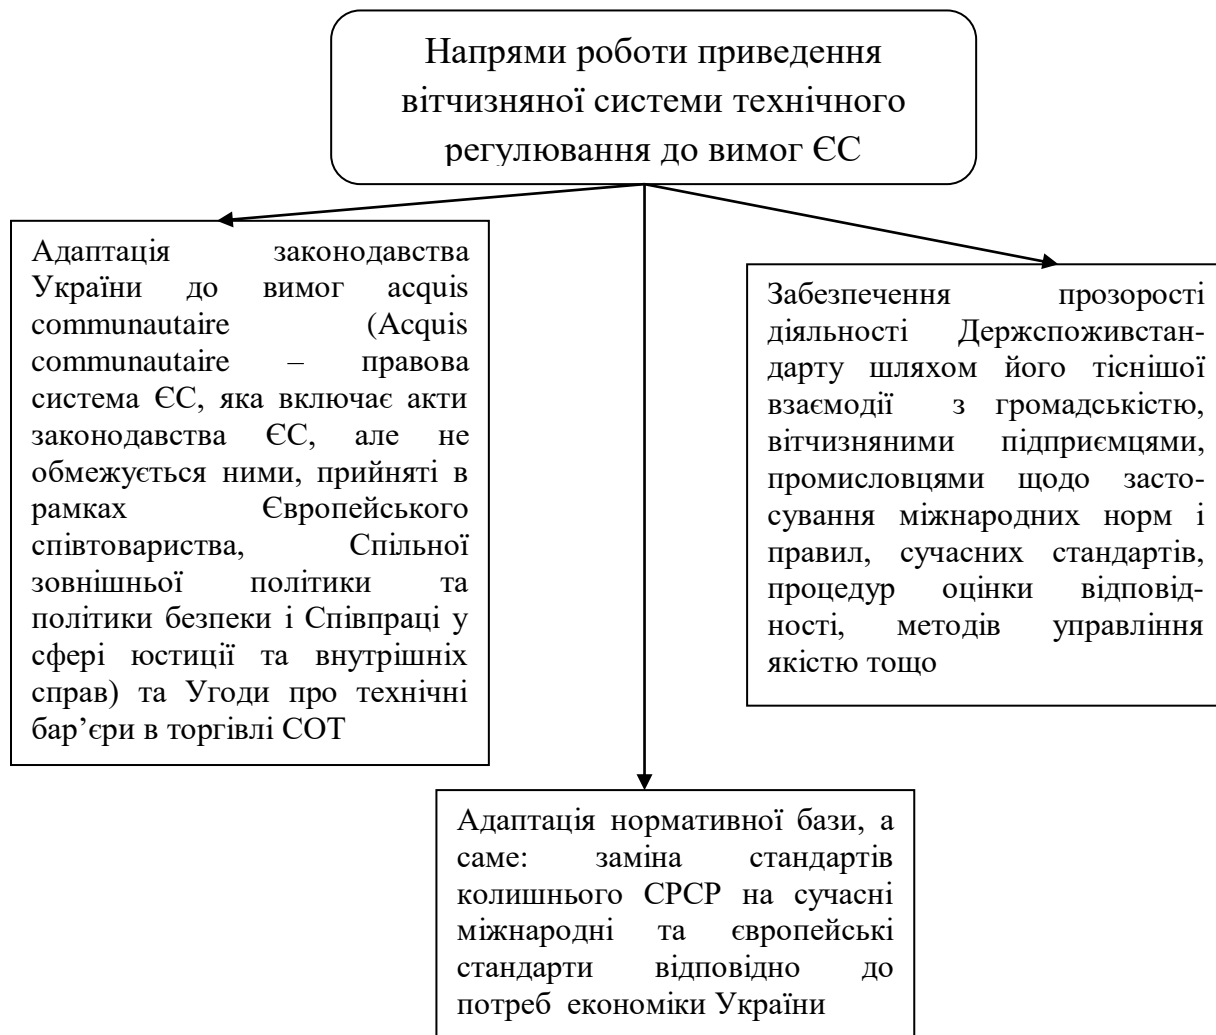 Напрями роботи приведення
вітчизняної системи технічного
регулювання до вимог ЄС
Адаптація законодавства
України до вимог acquis
communautaire (Acquis
communautaire – правова
система ЄС, яка включає акти
законодавства ЄС, але не
обмежується ними, прийняті в
рамках Європейського
співтовариства, Спільної
зовнішньої політики та
політики безпеки і Співпраці у
сфері юстиції та внутрішніх
справ) та Угоди про технічні
бар’єри в торгівлі СОТ
Забезпечення прозорості
діяльності Держспоживстан-
дарту шляхом його тіснішої
взаємодії з громадськістю,
вітчизняними підприємцями,
промисловцями щодо засто-
сування міжнародних норм і
правил, сучасних стандартів,
процедур оцінки відповід-
ності, методів управління
якістю тощо
Адаптація нормативної бази, а
саме: заміна стандартів
колишнього СРСР на сучасні
міжнародні та європейські
стандарти відповідно до
потреб економіки України